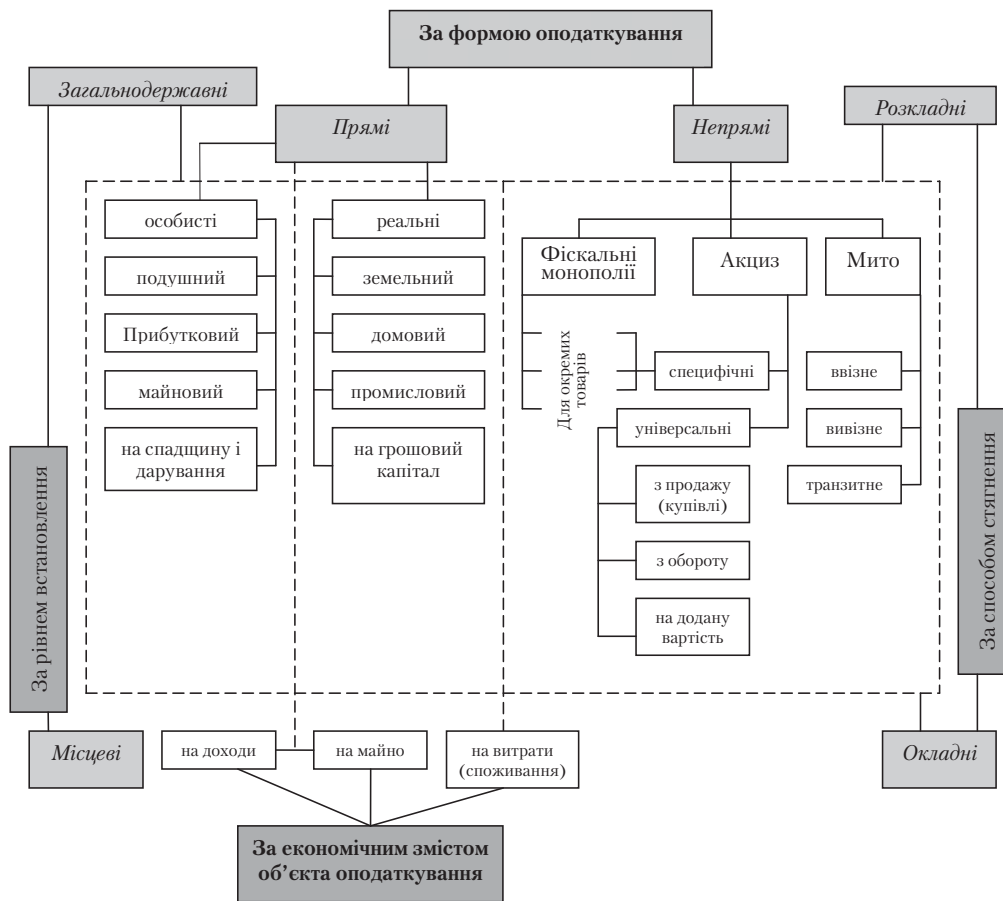 За формою оподаткування
Загальнодержавні
Розкладні
Прямі
Непрямі
особисті
реальні
подушний
земельний
Прибутковий
домовий
майновий
промисловий
на спадщину і
дарування
на грошовий
капітал
Фіскальні
монополії
Акциз
Мито
Для окремих
товарів
специфічні
ввізне
універсальні
вивізне
з продажу
(купівлі)
транзитне
з обороту
на додану
вартість
За рівнем встановлення
За способом стягнення
Місцеві
на доходи
на майно
на витрати
(споживання)
Окладні
За економічним змістом
об’єкта оподаткування